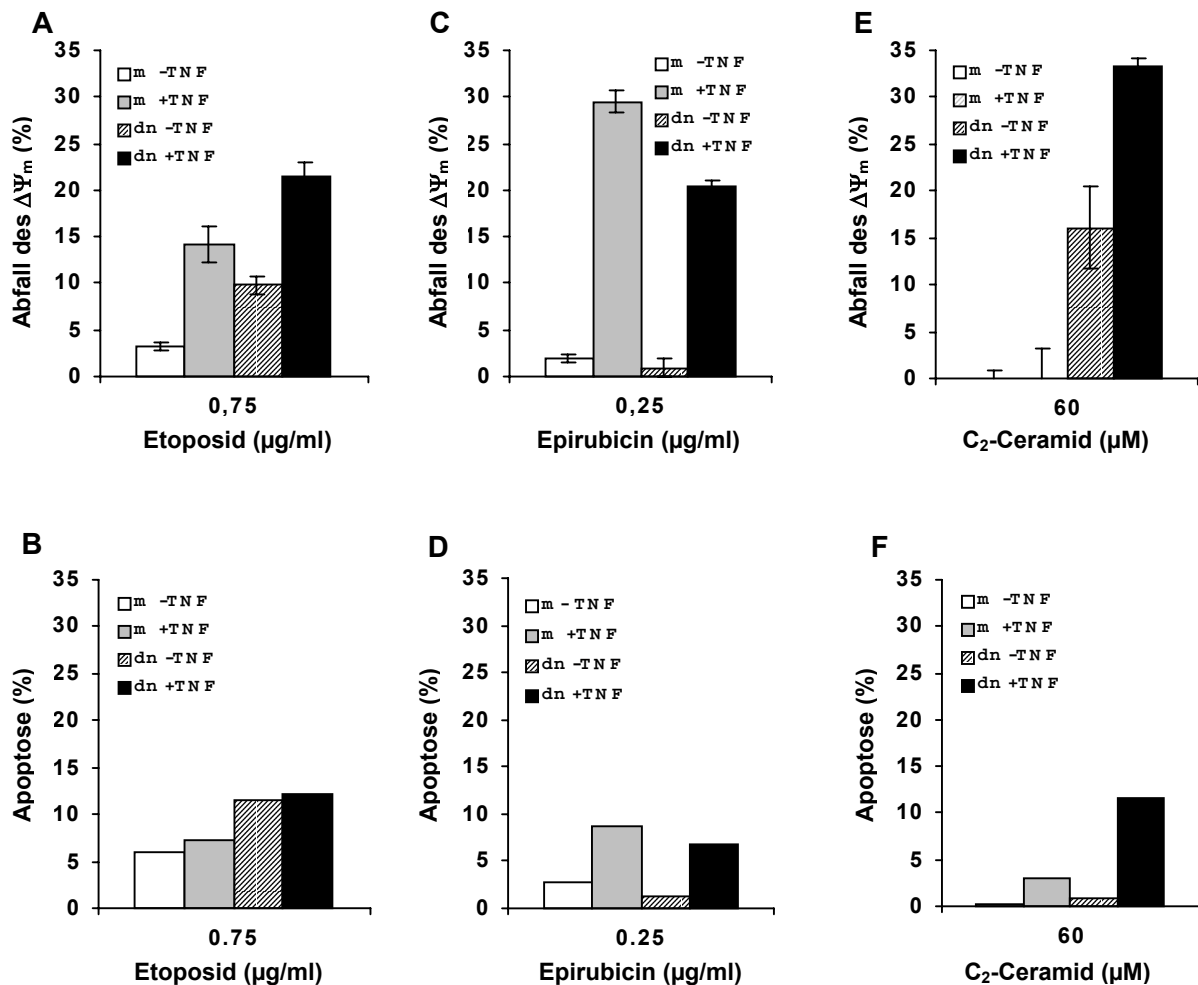 A
35
30
25
20
15
10
5
0
Abfall des ΔΨm (%)
m -TNF
m +TNF
dn -TNF
dn +TNF
0,75
Etoposid (µg/ml)
C
35
30
25
20
15
10
5
0
Abfall des ΔΨm (%)
m -TNF
m +TNF
dn -TNF
dn +TNF
0,25
Epirubicin (µg/ml)
E
35
30
25
20
15
10
5
0
Abfall des ΔΨm (%)
m -TNF
m +TNF
dn -TNF
dn +TNF
60
C₂-Ceramid (µM)
B
35
30
25
20
15
10
5
0
Apoptose (%)
m -TNF
m +TNF
dn -TNF
dn +TNF
0.75
Etoposid (µg/ml)
D
35
30
25
20
15
10
5
0
Apoptose (%)
m - TNF
m +TNF
dn -TNF
dn +TNF
0.25
Epirubicin (µg/ml)
F
35
30
25
20
15
10
5
0
Apoptose (%)
m -TNF
m +TNF
dn -TNF
dn +TNF
60
C₂-Ceramid (µM)